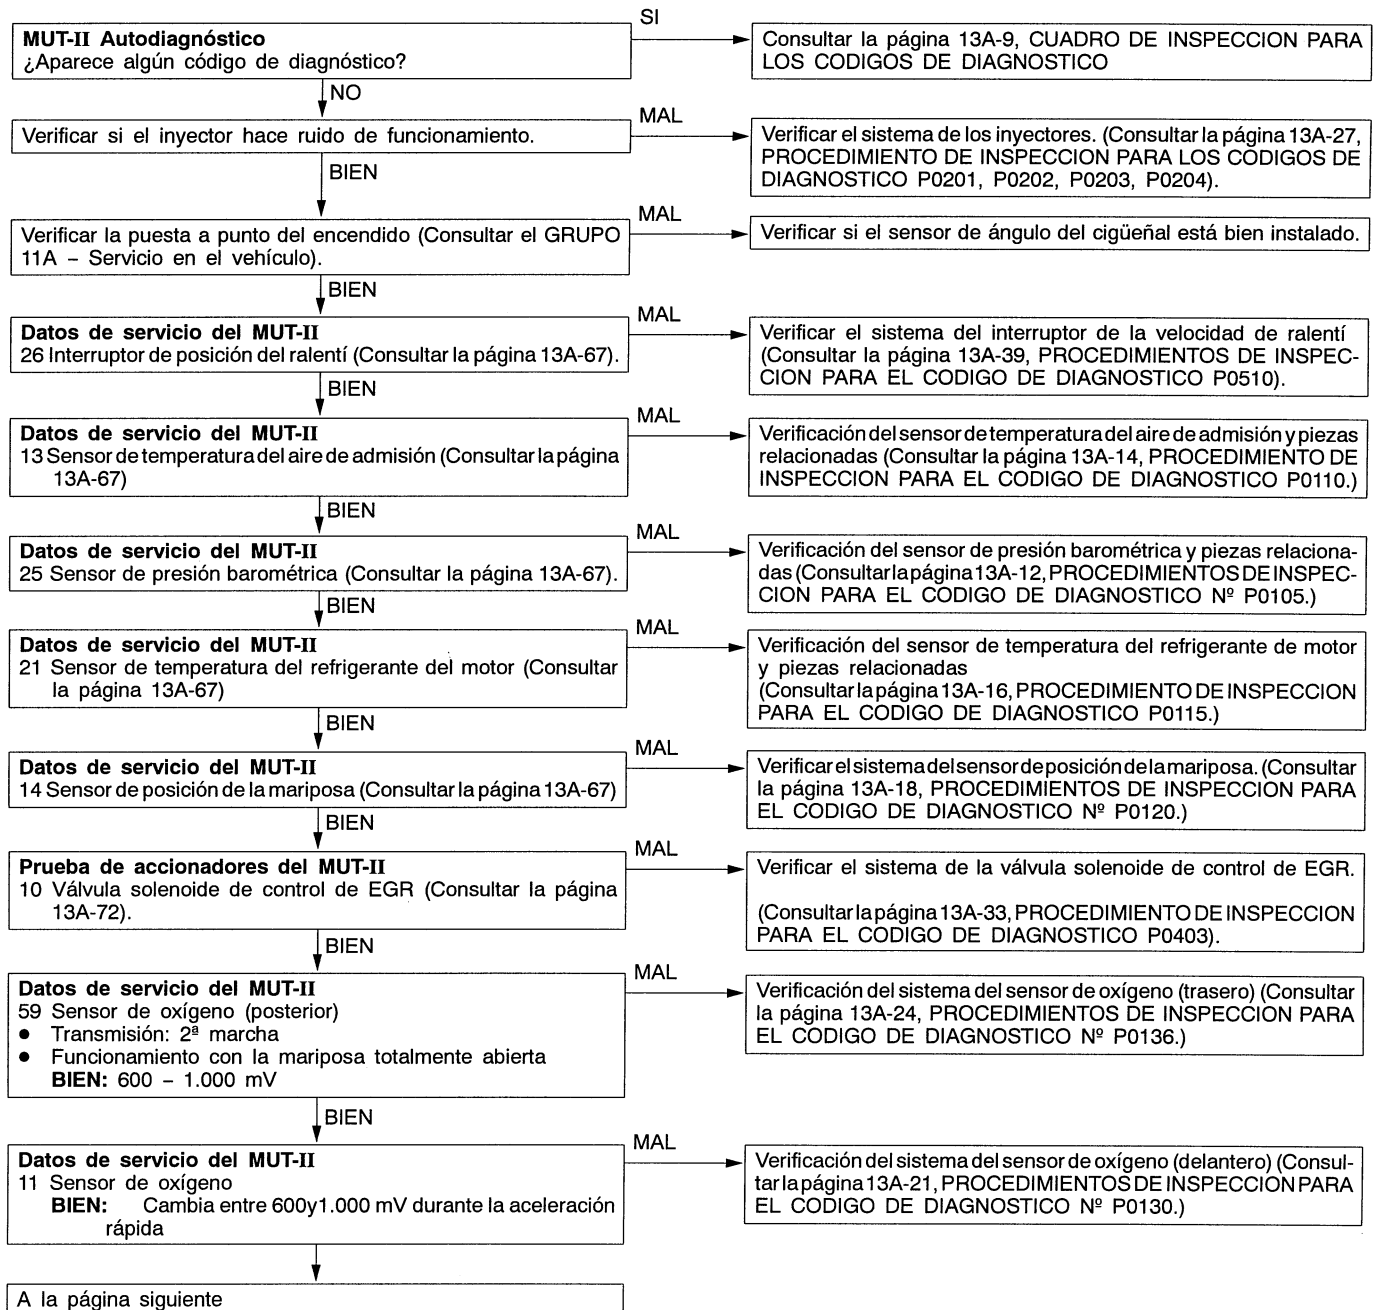 SI
MUT-II Autodiagnóstico
¿Aparece algún código de diagnóstico?
Consultar la página 13A-9, CUADRO DE INSPECCION PARA
LOS CODIGOS DE DIAGNOSTICO
NO
MAL
Verificar si el inyector hace ruido de funcionamiento.
Verificar el sistema de los inyectores. (Consultar la página 13A-27,
PROCEDIMIENTO DE INSPECCION PARA LOS CODIGOS DE
DIAGNOSTICO P0201, P0202, P0203, P0204).
BIEN
MAL
Verificar la puesta a punto del encendido (Consultar el GRUPO
11A – Servicio en el vehículo).
Verificar si el sensor de ángulo del cigüeñal está bien instalado.
BIEN
MAL
Datos de servicio del MUT-II
26 Interruptor de posición del ralentí (Consultar la página 13A-67).
Verificar el sistema del interruptor de la velocidad de ralentí
(Consultar la página 13A-39, PROCEDIMIENTOS DE INSPEC-
CION PARA EL CODIGO DE DIAGNOSTICO P0510).
BIEN
MAL
Datos de servicio del MUT-II
13 Sensor de temperatura del aire de admisión (Consultar la página
13A-67)
Verificación del sensor de temperatura del aire de admisión y piezas
relacionadas (Consultar la página 13A-14, PROCEDIMIENTO DE
INSPECCION PARA EL CODIGO DE DIAGNOSTICO P0110.)
BIEN
MAL
Datos de servicio del MUT-II
25 Sensor de presión barométrica (Consultar la página 13A-67).
Verificación del sensor de presión barométrica y piezas relaciona-
das (Consultar la página 13A-12, PROCEDIMIENTOS DE INSPEC-
CION PARA EL CODIGO DE DIAGNOSTICO Nº P0105.)
BIEN
MAL
Datos de servicio del MUT-II
21 Sensor de temperatura del refrigerante del motor (Consultar
la página 13A-67)
Verificación del sensor de temperatura del refrigerante de motor
y piezas relacionadas
(Consultar la página 13A-16, PROCEDIMIENTO DE INSPECCION
PARA EL CODIGO DE DIAGNOSTICO P0115.)
BIEN
MAL
Datos de servicio del MUT-II
14 Sensor de posición de la mariposa (Consultar la página 13A-67)
Verificar el sistema del sensor de posición de la mariposa. (Consultar
la página 13A-18, PROCEDIMIENTOS DE INSPECCION PARA
EL CODIGO DE DIAGNOSTICO Nº P0120.)
BIEN
MAL
Prueba de accionadores del MUT-II
10 Válvula solenoide de control de EGR (Consultar la página
13A-72).
Verificar el sistema de la válvula solenoide de control de EGR.
(Consultar la página 13A-33, PROCEDIMIENTO DE INSPECCION
PARA EL CODIGO DE DIAGNOSTICO P0403).
BIEN
MAL
Datos de servicio del MUT-II
59 Sensor de oxígeno (posterior)
● Transmisión: 2ª marcha
● Funcionamiento con la mariposa totalmente abierta
BIEN: 600 – 1.000 mV
Verificación del sistema del sensor de oxígeno (trasero) (Consultar
la página 13A-24, PROCEDIMIENTOS DE INSPECCION PARA
EL CODIGO DE DIAGNOSTICO Nº P0136.)
BIEN
MAL
Datos de servicio del MUT-II
11 Sensor de oxígeno
BIEN: Cambia entre 600 y 1.000 mV durante la aceleración
rápida
Verificación del sistema del sensor de oxígeno (delantero) (Consul-
tar la página 13A-21, PROCEDIMIENTOS DE INSPECCION PARA
EL CODIGO DE DIAGNOSTICO Nº P0130.)
A la página siguiente